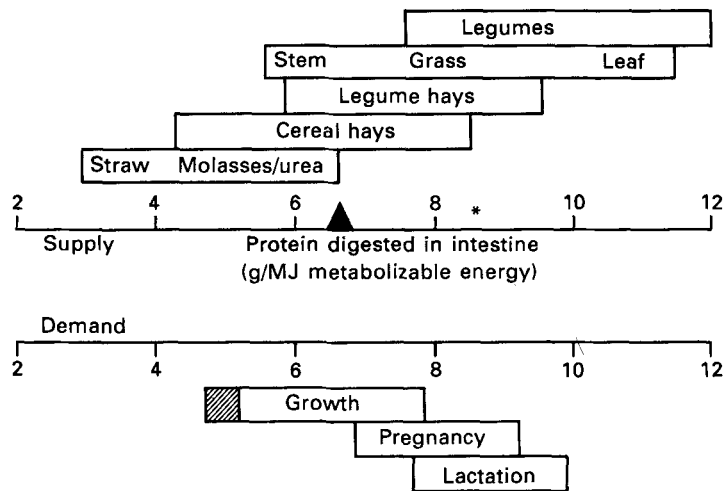 Legumes
Stem Grass Leaf
Legume hays
Cereal hays
Straw Molasses/urea
2 4 6 8 * 10 12
Supply Protein digested in intestine
(g/MJ metabolizable energy)
Demand
2 4 6 8 10 12
Growth
Pregnancy
Lactation